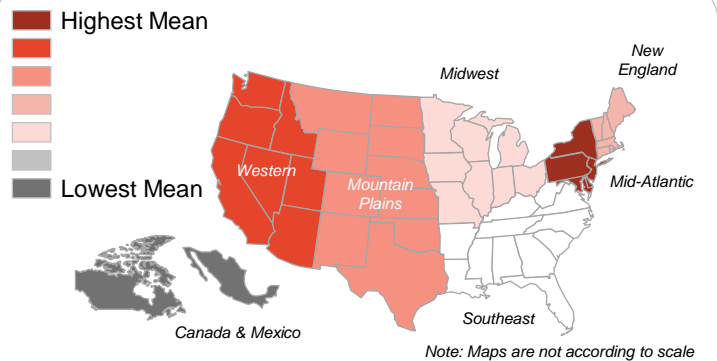 Highest Mean
New
England
Midwest
Western
Mountain
Plains
Lowest Mean
Mid-Atlantic
Southeast
Canada & Mexico
Note: Maps are not according to scale